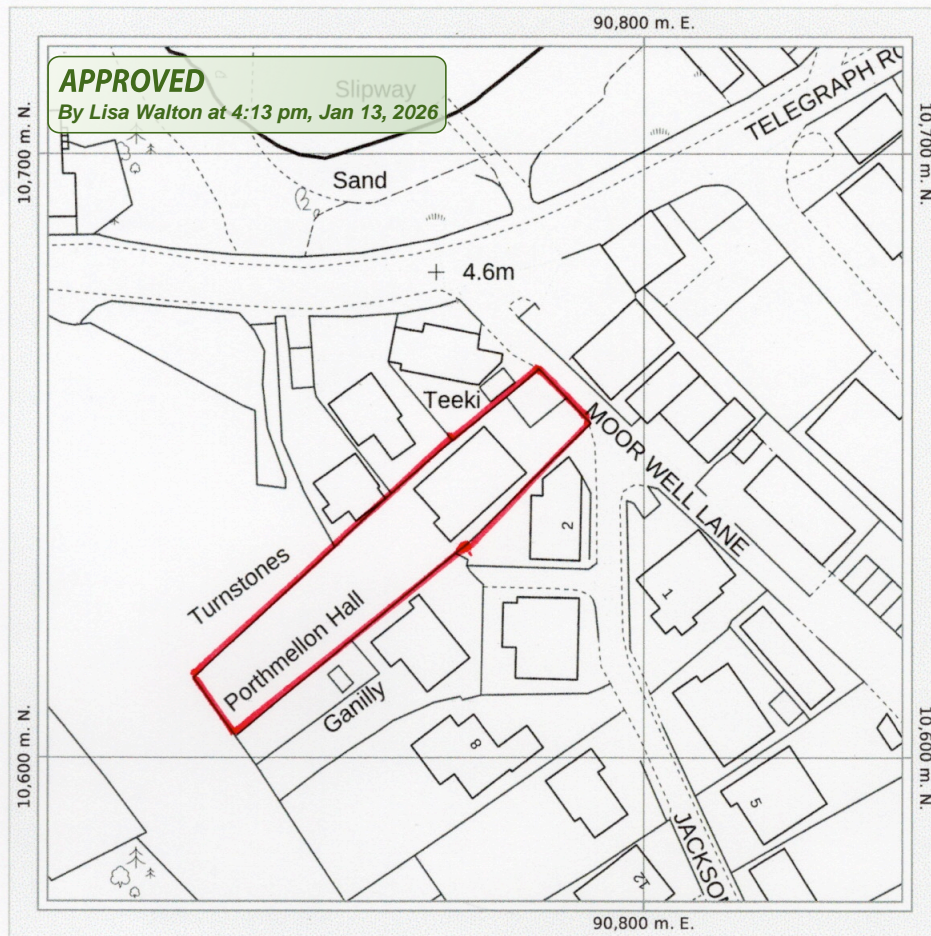 90,800 m. E.
APPROVED
By Lisa Walton at 4:13 pm, Jan 13, 2026
Slipway
TELEGRAPH RO
10,700 m. N.
10,700 m. N.
Sand
4.6m
Teeki
MOOR WELL LANE
2
Turnstones
1
Porthmellon Hall
Ganilly
8
10,600 m. N.
10,600 m. N.
5
JACKSON
12
90,800 m. E.